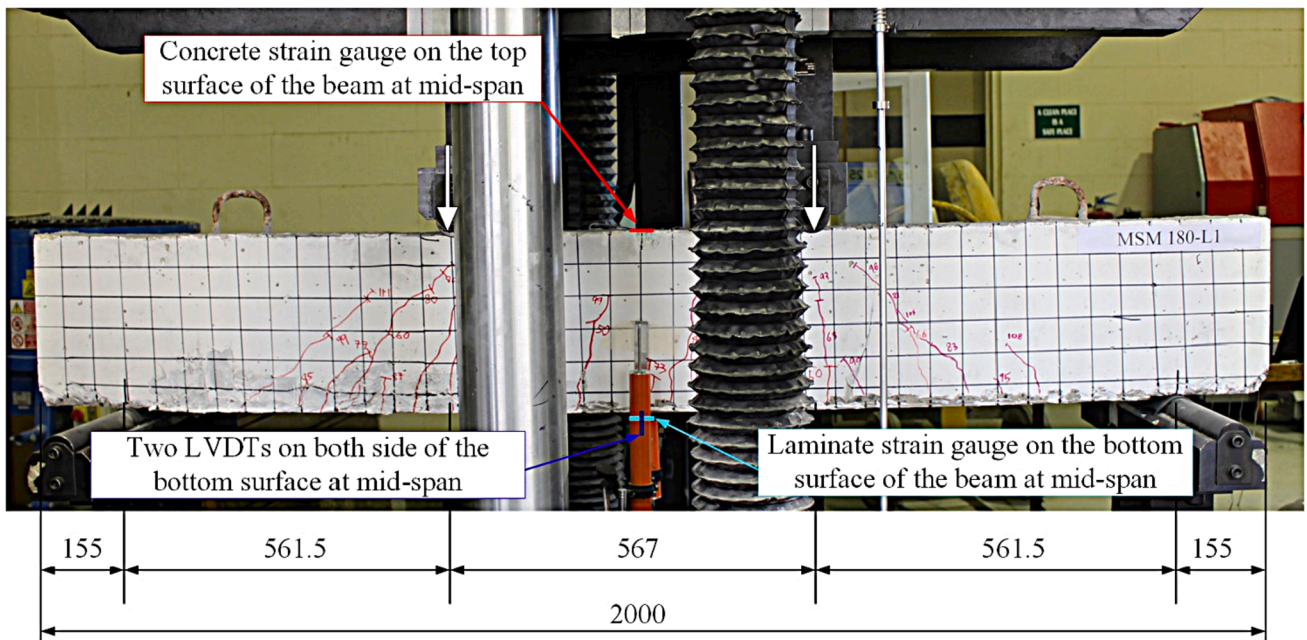 Concrete strain gauge on the top
surface of the beam at mid-span
A CLEAN PLACE
IS A
SAFE PLACE
MSM 180-L1
Two LVDTs on both side of the
bottom surface at mid-span
Laminate strain gauge on the bottom
surface of the beam at mid-span
155
561.5
567
561.5
155
2000